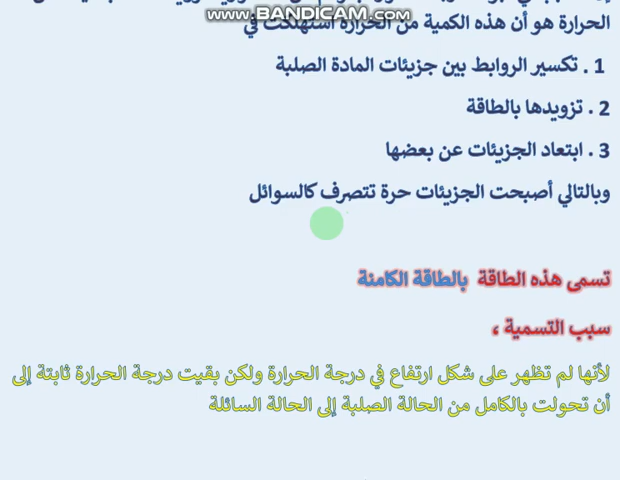 www.BANDICAM.com
الحرارة هو أن هذه الكمية من الحرارة استهلكت في
1 . تكسير الروابط بين جزيئات المادة الصلبة
2 . تزويدها بالطاقة
3 . ابتعاد الجزيئات عن بعضها
وبالتالي أصبحت الجزيئات حرة تتصرف كالسوائل
تسمى هذه الطاقة بالطاقة الكامنة
سبب التسمية ،
لأنها لم تظهر على شكل ارتفاع في درجة الحرارة ولكن بقيت درجة الحرارة ثابتة إلى
أن تحولت بالكامل من الحالة الصلبة إلى الحالة السائلة